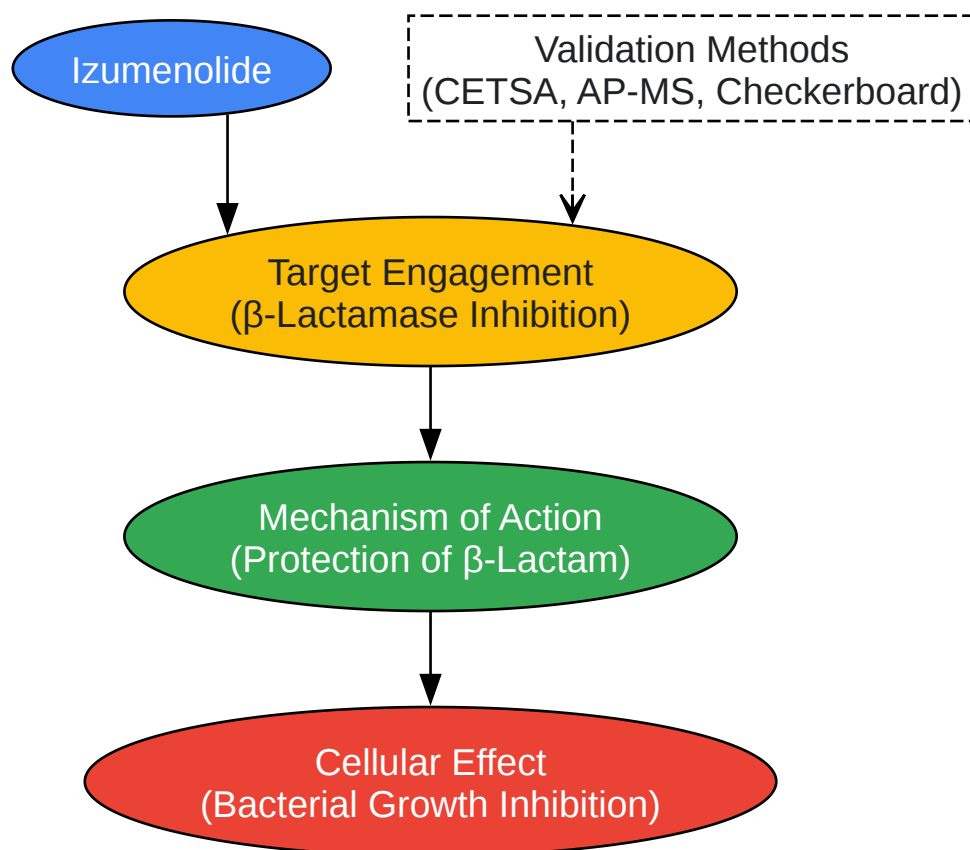 Izumenolide
Validation Methods
(CETSA, AP-MS, Checkerboard)
Target Engagement
(β-Lactamase Inhibition)
Mechanism of Action
(Protection of β-Lactam)
Cellular Effect
(Bacterial Growth Inhibition)